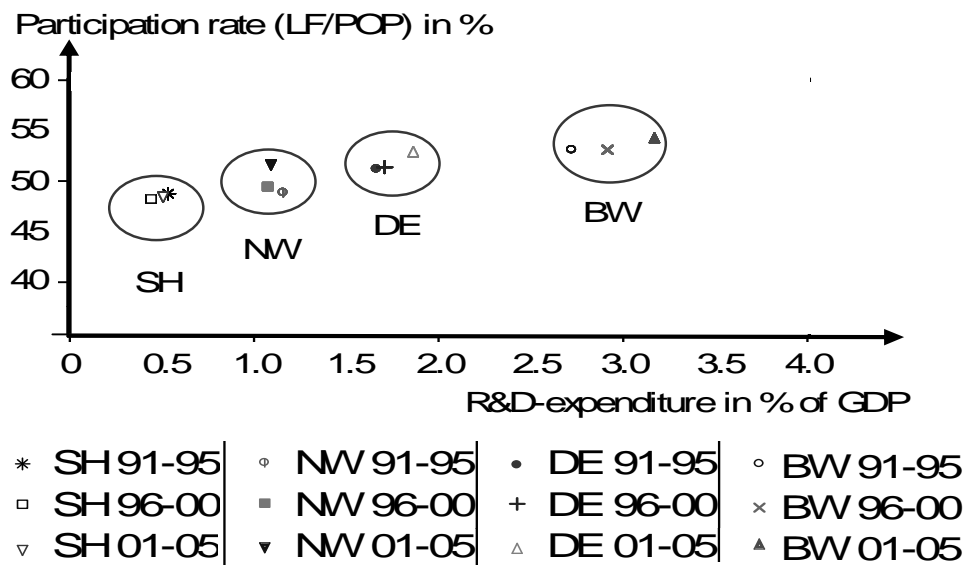 Participation rate (LF/POP) in %
60
55
50
45
40
SH
NW
DE
BW
0 0.5 1.0 1.5 2.0 2.5 3.0 3.5 4.0
R&D-expenditure in % of GDP
SH 91-95 NW 91-95 DE 91-95 BW 91-95
SH 96-00 NW 96-00 DE 96-00 BW 96-00
SH 01-05 NW 01-05 DE 01-05 BW 01-05